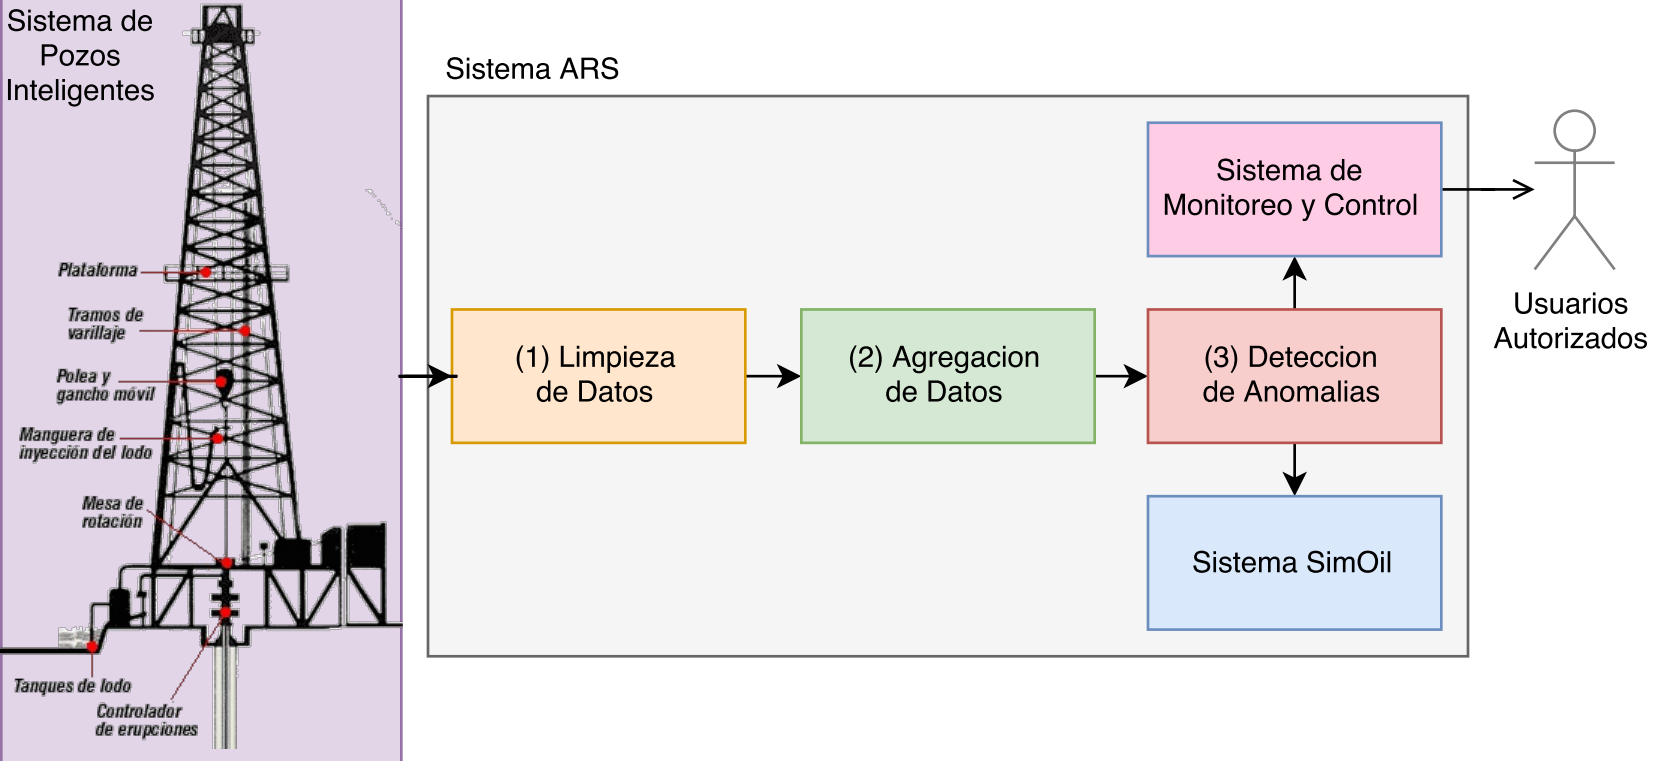 Sistema de
Pozos
Inteligentes
Plataforma
Tramos de
varillaje
Polea y
gancho móvil
Manguera de
inyección del lodo
Mesa de
rotación
Tanques de lodo
Controlador
de erupciones
Sistema ARS
(1) Limpieza
de Datos
(2) Agregacion
de Datos
(3) Deteccion
de Anomalias
Sistema de
Monitoreo y Control
Sistema SimOil
Usuarios
Autorizados